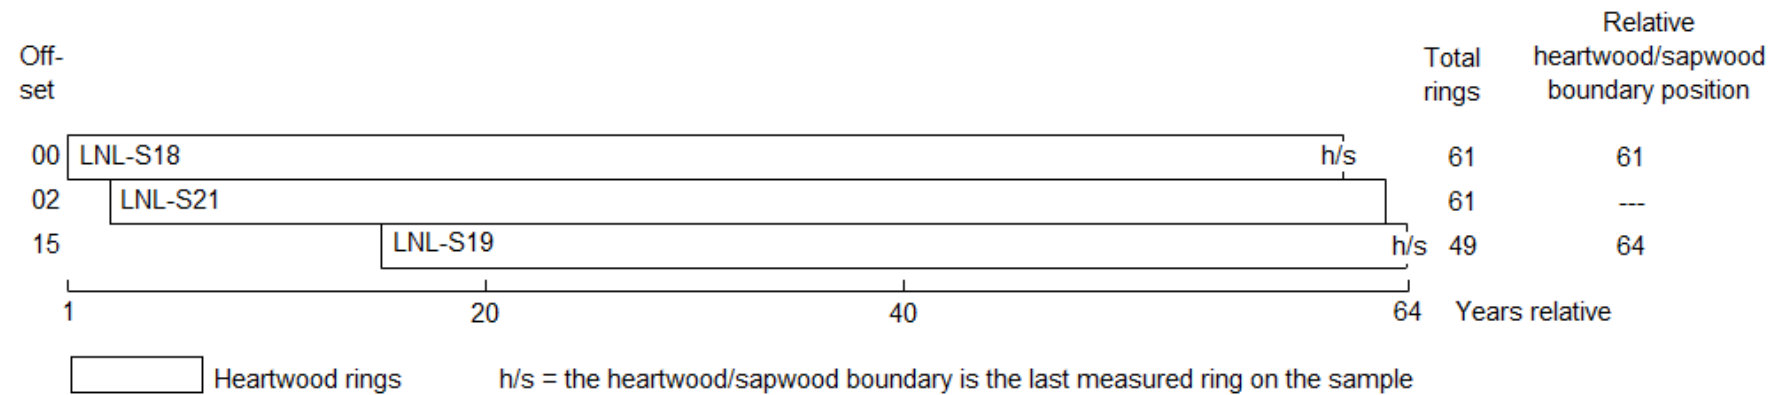 Relative
Off-
Total
heartwood/sapwood
set
rings
boundary position
00 LNL-S18 h/s 61 61
02 LNL-S21 61 ---
15 LNL-S19 h/s 49 64
1 20 40 64 Years relative
Heartwood rings h/s = the heartwood/sapwood boundary is the last measured ring on the sample